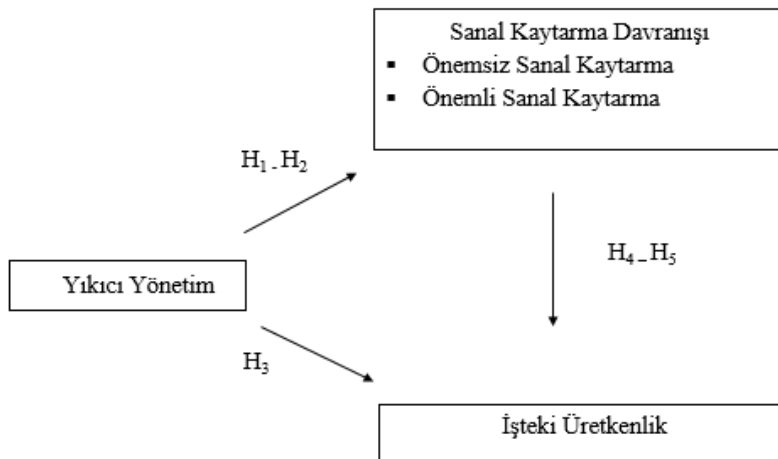 Sanal Kaytarma Davranışı
▪ Önemsiz Sanal Kaytarma
▪ Önemli Sanal Kaytarma
H1 - H2
Yıkıcı Yönetim
H4 - H5
H3
İşteki Üretkenlik